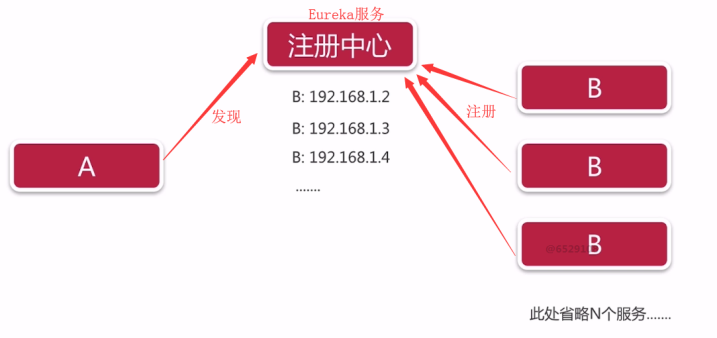 Eureka服务
注册中心
B: 192.168.1.2
B: 192.168.1.3
B: 192.168.1.4
.......
发现
A
注册
B
B
B
此处省略N个服务.......